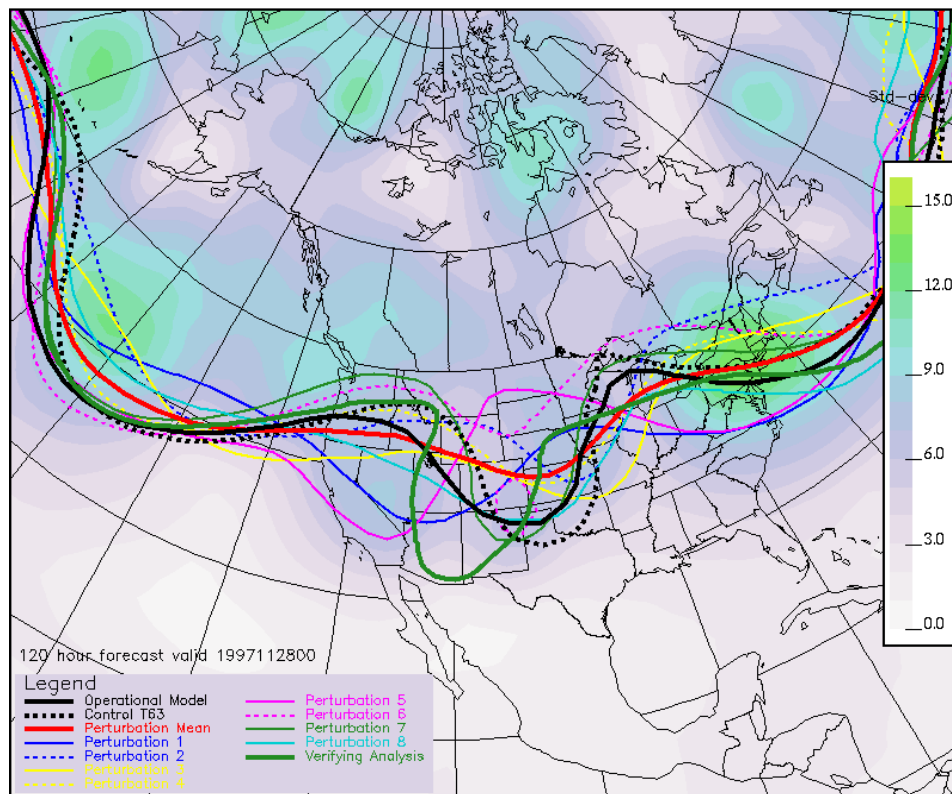 Std-dev
15.0
12.0
9.0
6.0
3.0
0.0
120 hour forecast valid 1997112800
Legend
Operational Model
Control T63
Perturbation Mean
Perturbation 1
Perturbation 2
Perturbation 3
Perturbation 4
Perturbation 5
Perturbation 6
Perturbation 7
Perturbation 8
Verifying Analysis